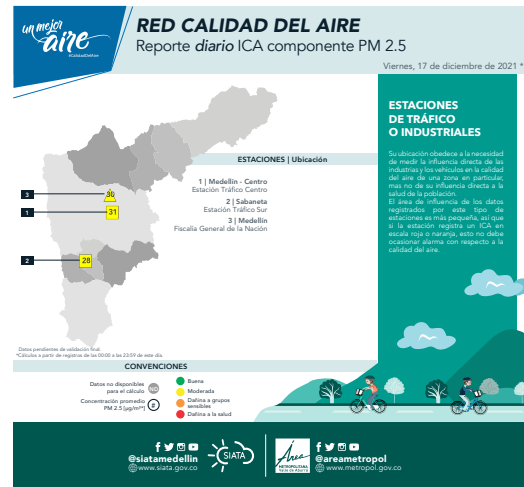 un mejor
aire
#CalidadDelAire
RED CALIDAD DEL AIRE
Reporte diario ICA componente PM 2.5
Viernes, 17 de diciembre de 2021 *
ESTACIONES
DE TRÁFICO
O INDUSTRIALES
Su ubicación obedece a la necesidad
de medir la influencia directa de las
industrias y los vehículos en la calidad
del aire de una zona en particular,
mas no de su influencia directa a la
salud de la población.
El área de influencia de los datos
registrados por este tipo de
estaciones es más pequeña, así que
si la estación registra un ICA en
escala roja o naranja, esto no debe
ocasionar alarma con respecto a la
calidad del aire.
ESTACIONES | Ubicación
1 | Medellín - Centro
Estación Tráfico Centro
2 | Sabaneta
Estación Tráfico Sur
3 | Medellín
Fiscalía General de la Nación
3
30
1
31
2
28
Datos pendientes de validación final.
*Cálculos a partir de registros de las 00:00 a las 23:59 de este día.
CONVENCIONES
Datos no disponibles
para el cálculo
ND
Concentración promedio
PM 2.5 [µg/m³]
#
Buena
Moderada
Dañina a grupos
sensibles
Dañina a la salud
@siatamedellin
www.siata.gov.co
SIATA
Área
METROPOLITANA
Valle de Aburrá
@areametropol
www.metropol.gov.co